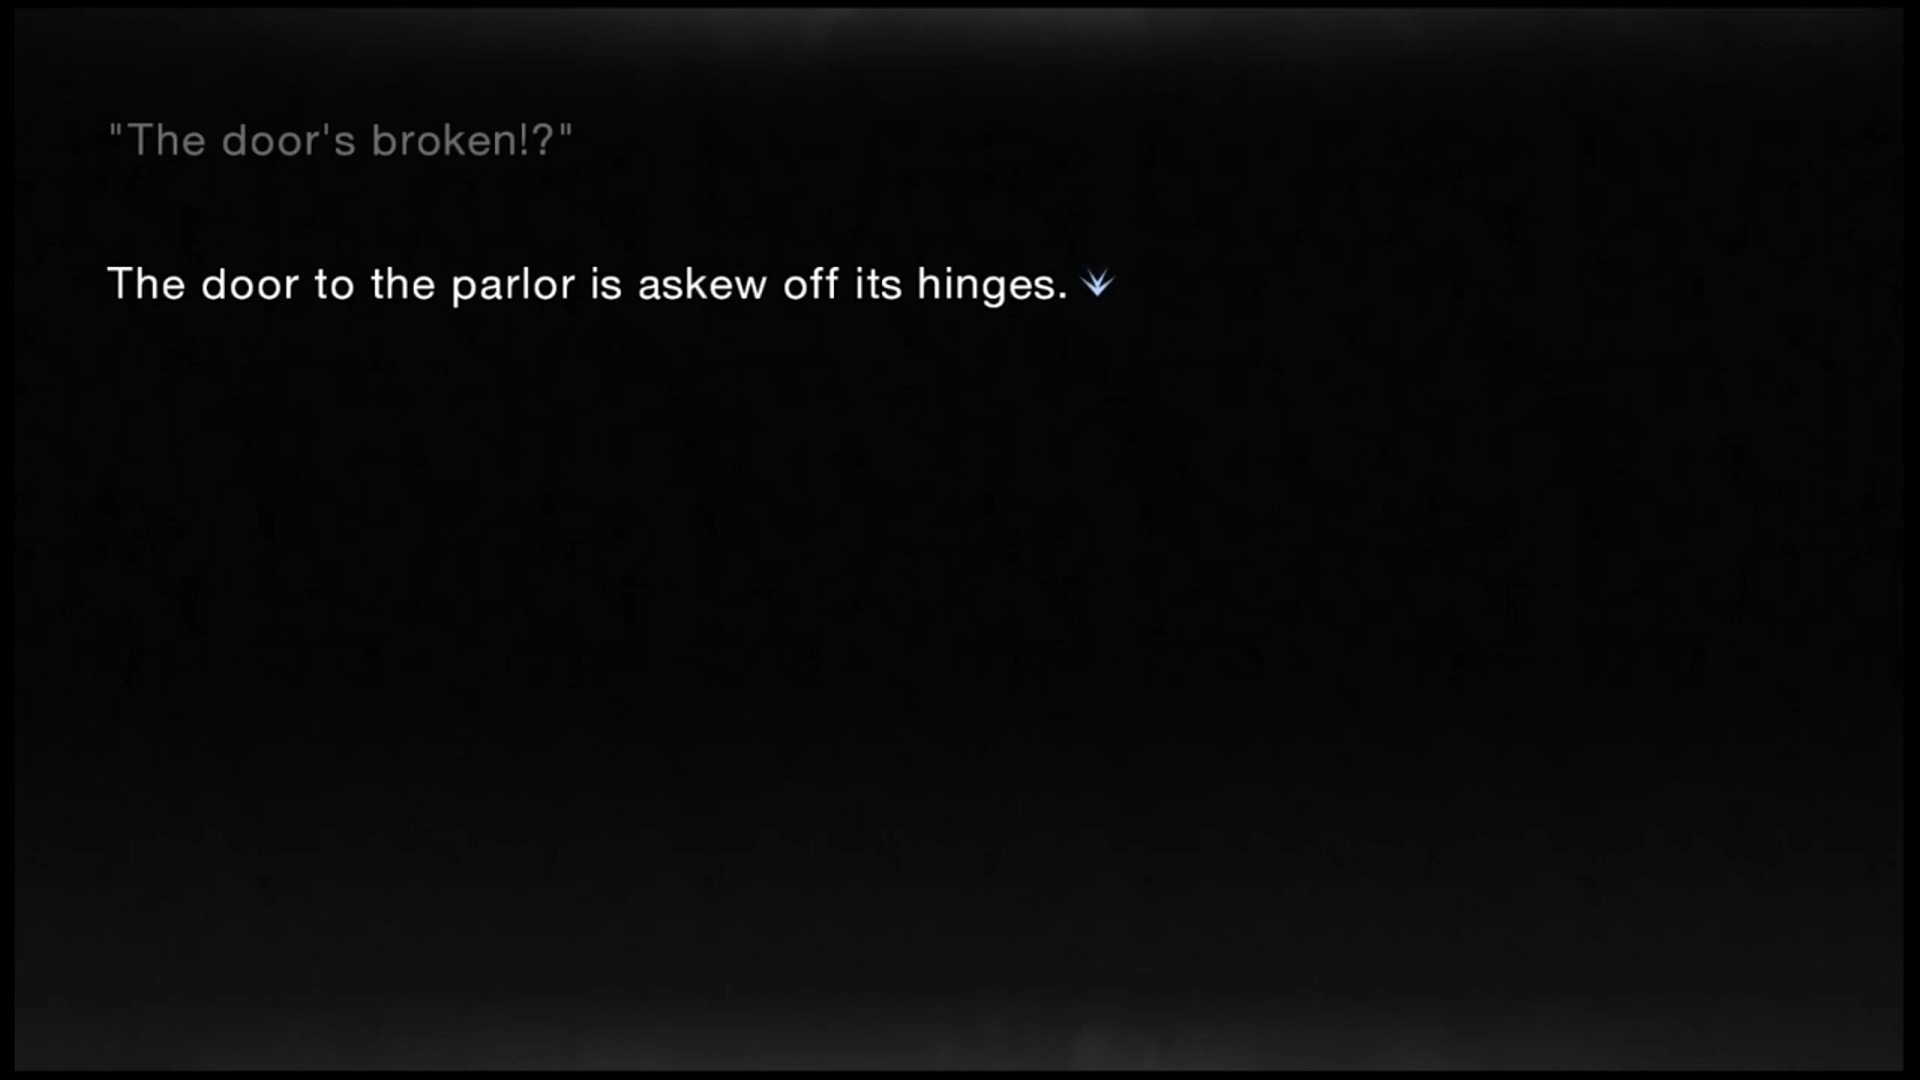 "The door's broken!?"
The door to the parlor is askew off its hinges.